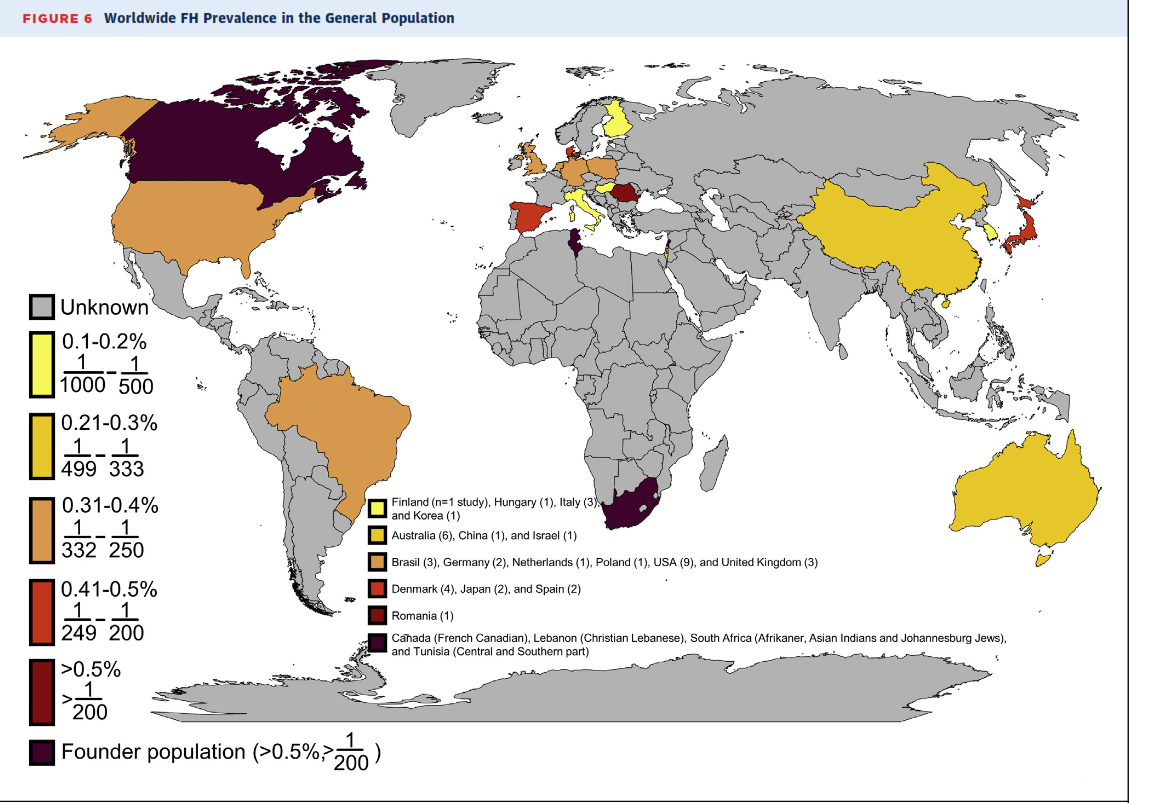 FIGURE 6 Worldwide FH Prevalence in the General Population
Unknown
0.1-0.2%
1/1000 - 1/500
0.21-0.3%
1/499 - 1/333
0.31-0.4%
1/332 - 1/250
0.41-0.5%
1/249 - 1/200
>0.5%
>1/200
Founder population (>0.5%,>1/200)
Finland (n=1 study), Hungary (1), Italy (3),
and Korea (1)
Australia (6), China (1), and Israel (1)
Brasil (3), Germany (2), Netherlands (1), Poland (1), USA (9), and United Kingdom (3)
Denmark (4), Japan (2), and Spain (2)
Romania (1)
Canada (French Canadian), Lebanon (Christian Lebanese), South Africa (Afrikaner, Asian Indians and Johannesburg Jews),
and Tunisia (Central and Southern part)